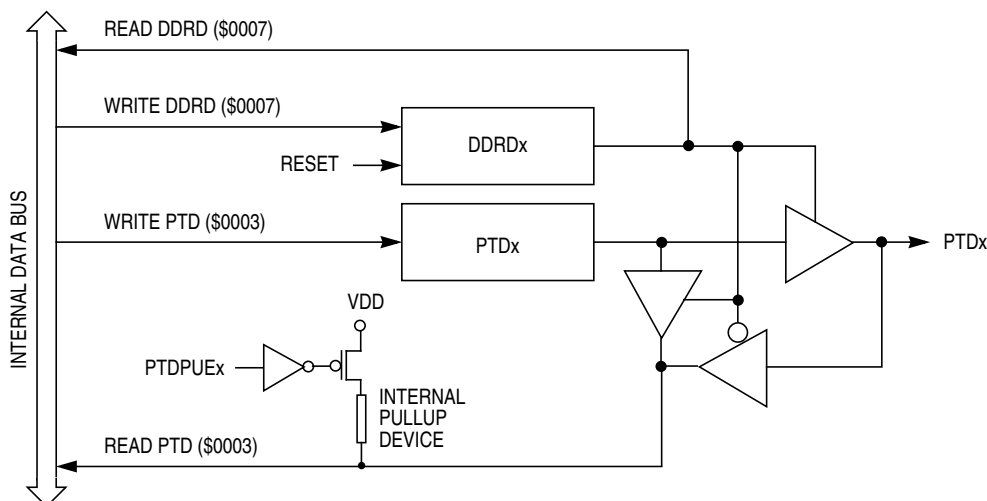 READ DDRD ($0007)
WRITE DDRD ($0007)
DDRDx
RESET
WRITE PTD ($0003)
PTDx
PTDx
VDD
PTDPUEx
INTERNAL
PULLUP
DEVICE
READ PTD ($0003)
INTERNAL DATA BUS